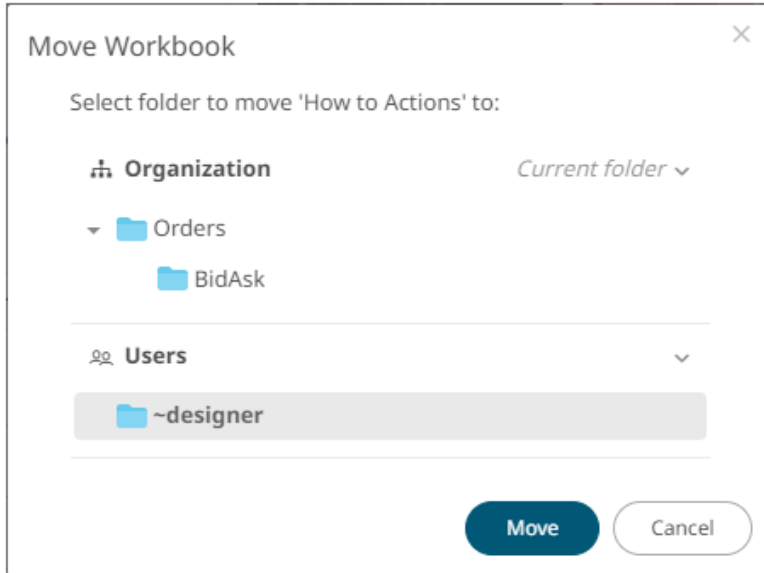 Move Workbook
Select folder to move 'How to Actions' to:
Organization Current folder
Orders
BidAsk
Users
~designer
Move Cancel